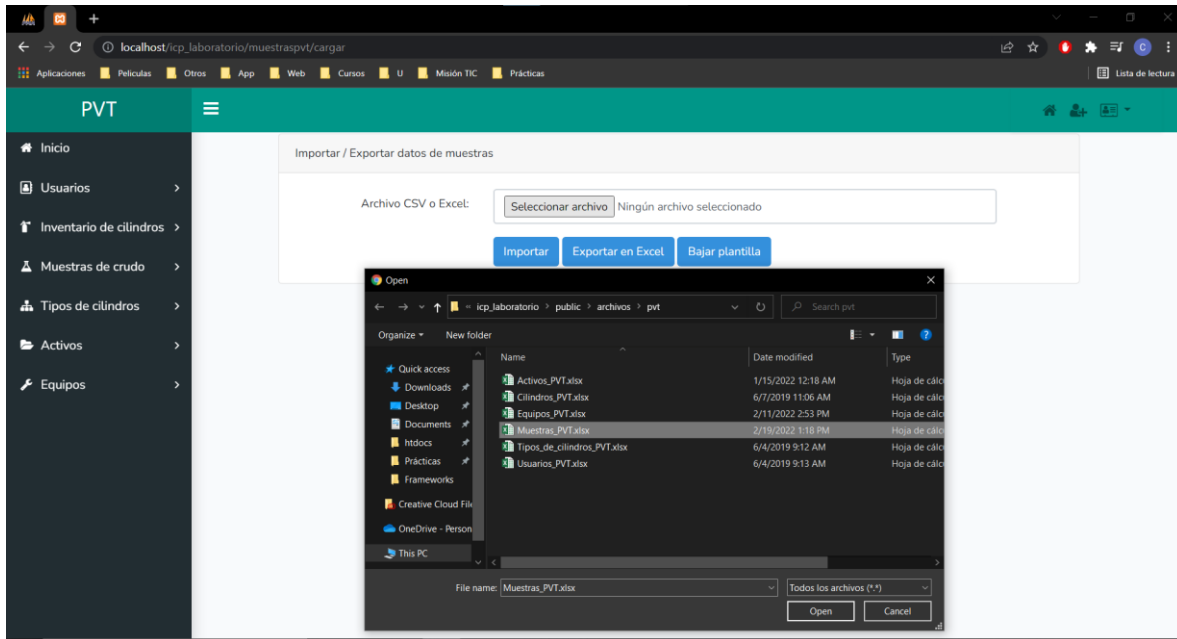 localhost/icp_laboratorio/muestraspvt/cargar
C
Aplicaciones Peliculas Otros App Web Cursos U Misión TIC Prácticas Lista de lectura
PVT
Inicio
Usuarios
Inventario de cilindros
Muestras de crudo
Tipos de cilindros
Activos
Equipos
Importar / Exportar datos de muestras
Archivo CSV o Excel: Seleccionar archivo Ningún archivo seleccionado
Importar Exportar en Excel Bajar plantilla
Open
« icp_laboratorio > public > archivos > pvt Search pvt
Organize New folder
Quick access
Downloads
Desktop
Documents
htdocs
Prácticas
Frameworks
Creative Cloud File
OneDrive - Person
This PC
Name Date modified Type
Activos_PVT.xlsx 1/15/2022 12:18 AM Hoja de cálc
Cilindros_PVT.xlsx 6/7/2019 11:06 AM Hoja de cálc
Equipos_PVT.xlsx 2/11/2022 2:53 PM Hoja de cálc
Muestras_PVT.xlsx 2/19/2022 1:18 PM Hoja de cálc
Tipos_de_cilindros_PVT.xlsx 6/4/2019 9:12 AM Hoja de cálc
Usuarios_PVT.xlsx 6/4/2019 9:13 AM Hoja de cálc
File name: Muestras_PVT.xlsx Todos los archivos (*.*)
Open Cancel